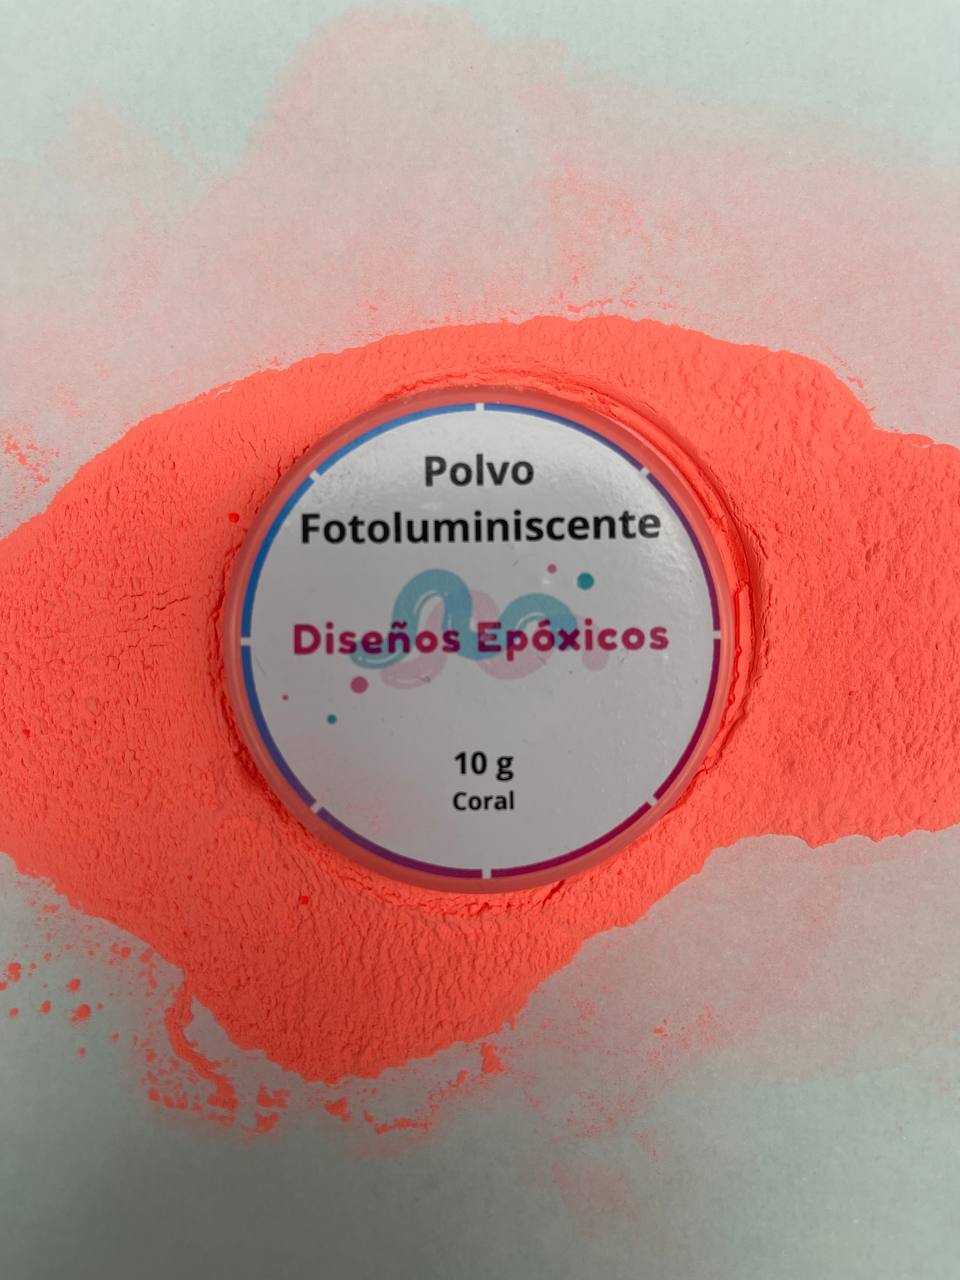 Polvo
Fotoluminiscente
Diseños Epóxicos
10 g
Coral